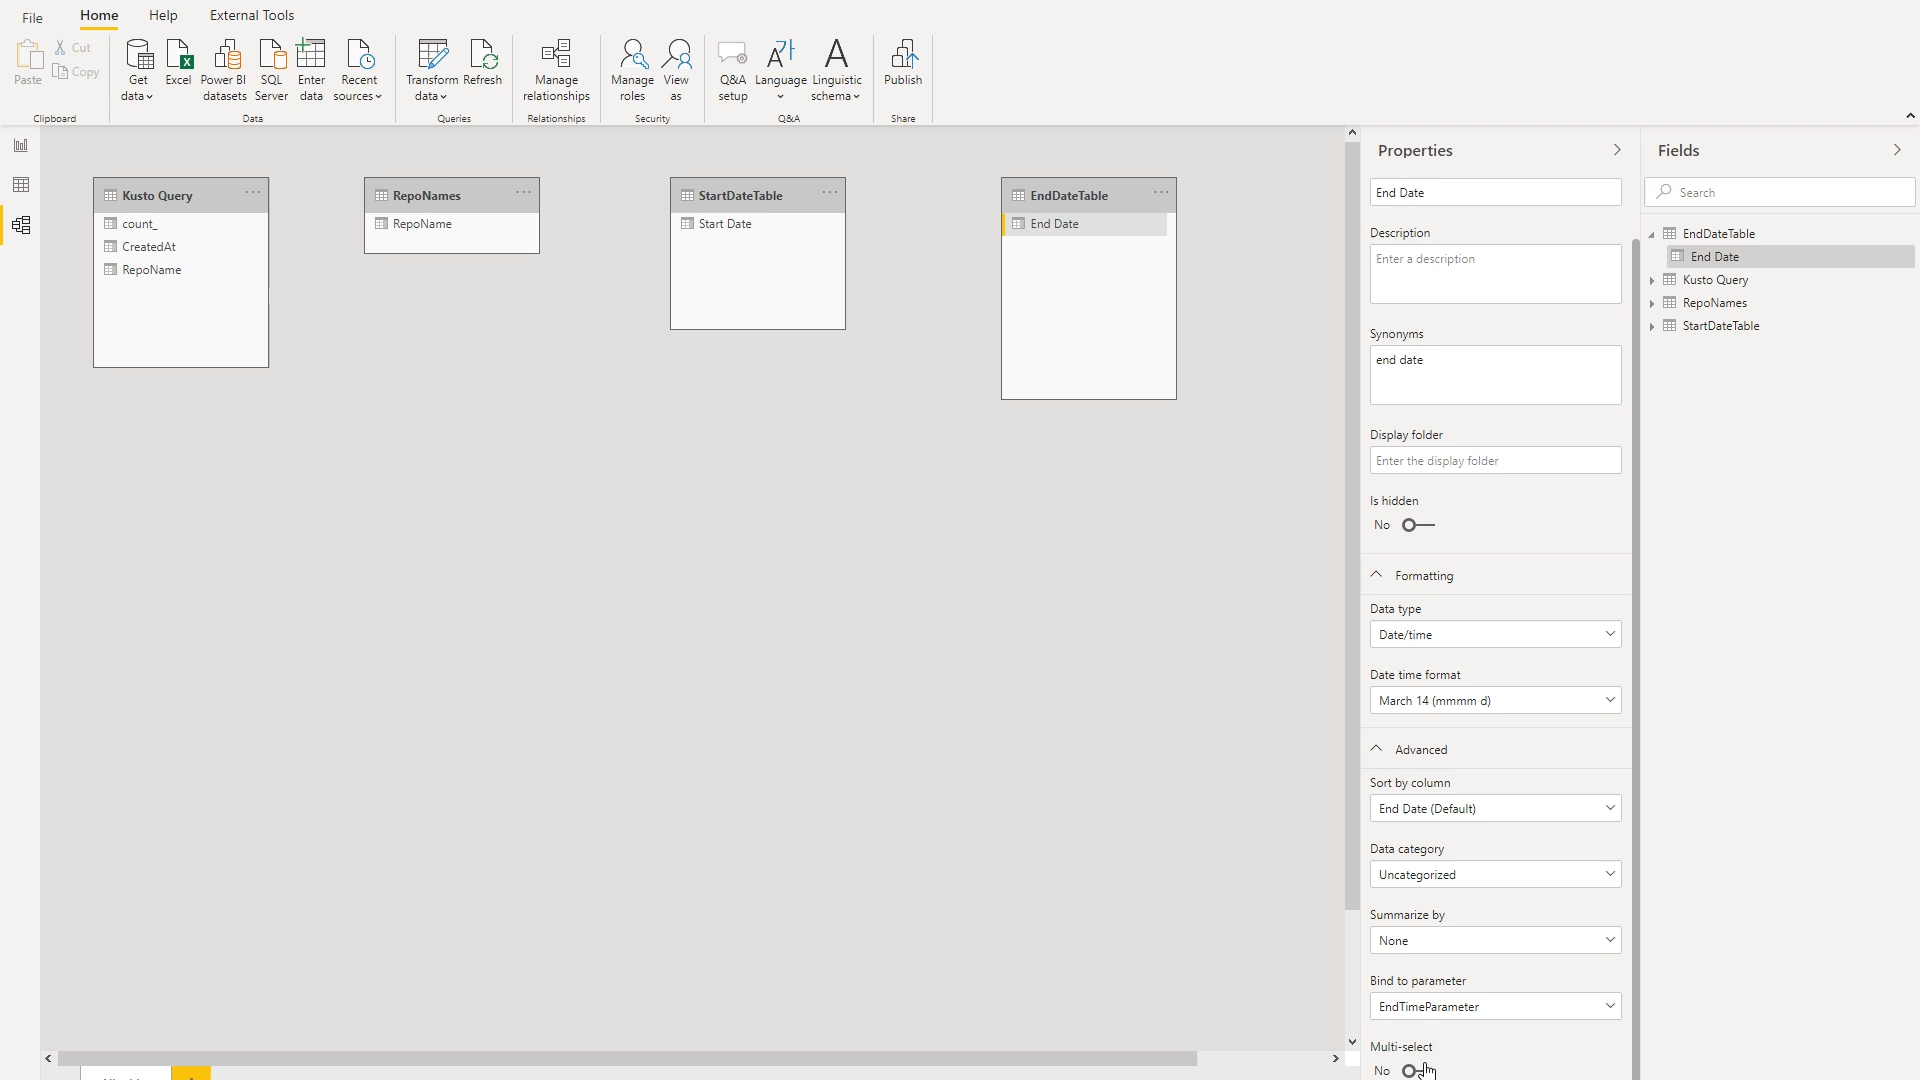 File
Home
Help
External Tools
Paste
Cut
Copy
Get data
Excel
Power BI datasets
SQL Server
Enter data
Recent sources
Transform data
Refresh
Manage relationships
Manage roles
View as
Q&A setup
Language
Linguistic schema
Publish
Clipboard
Data
Queries
Relationships
Security
Q&A
Share
Kusto Query
count_
CreatedAt
RepoName
RepoNames
RepoName
StartDateTable
Start Date
EndDateTable
End Date
Properties
End Date
Description
Enter a description
Synonyms
end date
Display folder
Enter the display folder
Is hidden
No
Formatting
Data type
Date/time
Date time format
March 14 (mmmm d)
Advanced
Sort by column
End Date (Default)
Data category
Uncategorized
Summarize by
None
Bind to parameter
EndTimeParameter
Multi-select
No
Fields
Search
EndDateTable
End Date
Kusto Query
RepoNames
StartDateTable